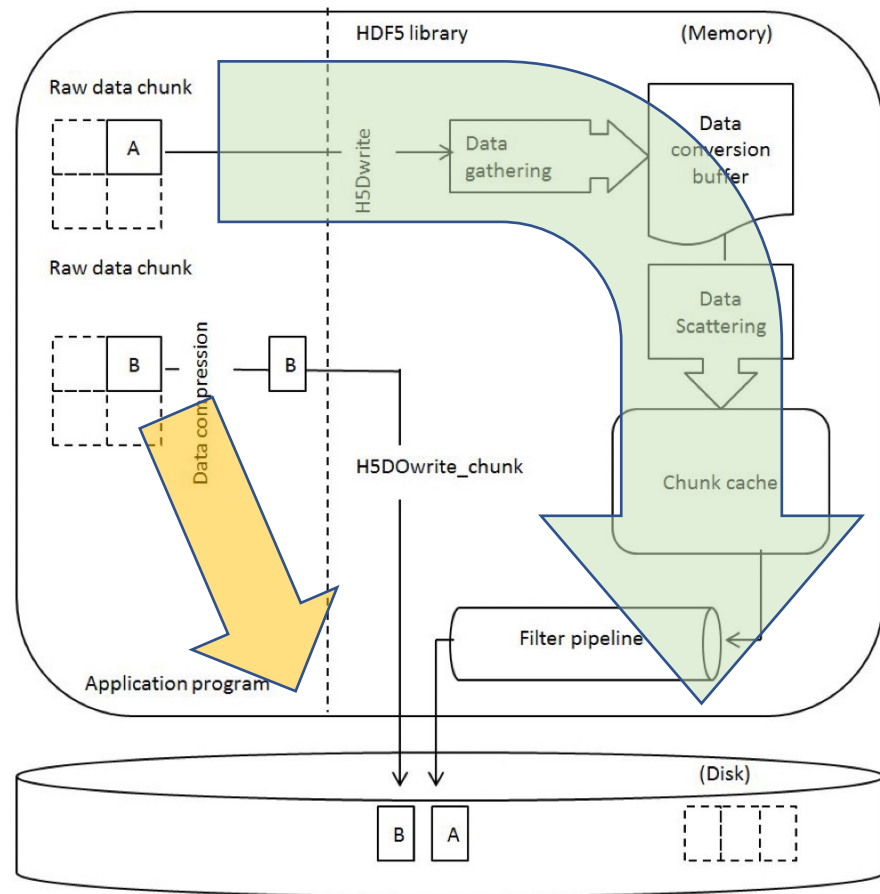 HDF5 library
(Memory)
Raw data chunk
A
H5Dwrite
Data
gathering
Data
conversion
buffer
Raw data chunk
Data
Scattering
B
Data compression
B
H5DOwrite_chunk
Chunk cache
Filter pipeline
Application program
(Disk)
B
A